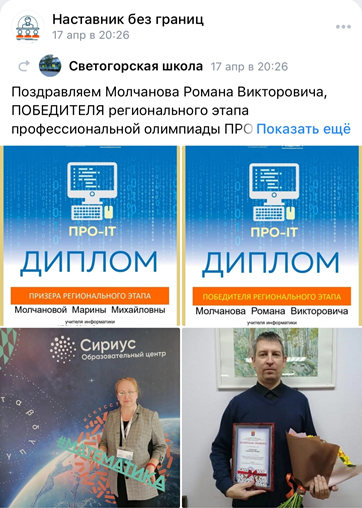 Наставник без границ
17 апр в 20:26
Светогорская школа 17 апр в 20:26
Поздравляем Молчанова Романа Викторовича,
ПОБЕДИТЕЛЯ регионального этапа
профессиональной олимпиады ПРО Показать ещё
ПРО-IT
ДИПЛОМ
ПРИЗЕРА РЕГИОНАЛЬНОГО ЭТАПА
Молчановой Марины Михайловны
учителя информатики
ПРО-IT
ДИПЛОМ
ПОБЕДИТЕЛЯ РЕГИОНАЛЬНОГО ЭТАПА
Молчанова Романа Викторовича
учителя информатики
Сириус
Образовательный центр
#МАТЕМАТИКА